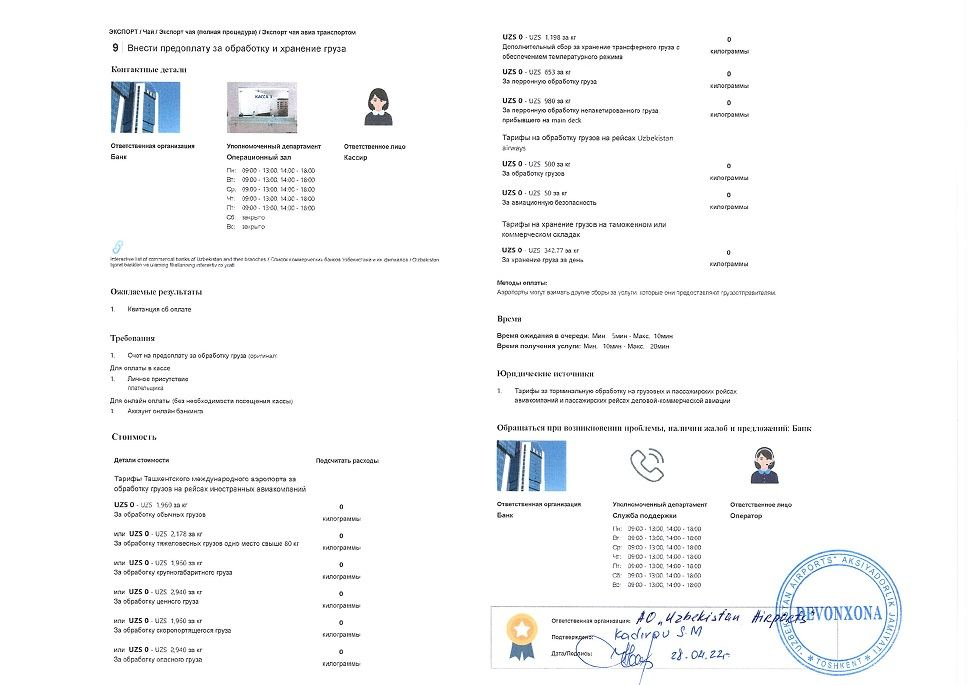 ЭКСПОРТ / Чай / Экспорт чая (полная процедура) / Экспорт чая авиа транспортом
9 Внести предоплату за обработку и хранение груза
Контактные детали
КАССА 3
Ответственная организация
Банк
Уполномоченный департамент
Операционный зал
Ответственное лицо
Кассир
Пн: 09:00 - 13:00, 14:00 - 18:00
Вт: 09:00 - 13:00, 14:00 - 18:00
Ср: 09:00 - 13:00, 14:00 - 18:00
Чт: 09:00 - 13:00, 14:00 - 18:00
Пт: 09:00 - 13:00, 14:00 - 18:00
Сб: закрыто
Вс: закрыто
Interactive list of commercial banks of Uzbekistan and their branches / Список коммерческих банков Узбекистана и их филиалов / O'zbekiston
Ожидаемые результаты
1. Квитанция об оплате
Требования
1. Счет на предоплату за обработку груза (оригинал)
Для оплаты в кассе
1. Личное присутствие
плательщика
Для онлайн оплаты (без необходимости посещения кассы)
1 Аккаунт онлайн банкинга
Стоимость
Детали стоимости Подсчитать расходы
Тарифы Ташкентского международного аэропорта за
обработку грузов на рейсах иностранных авиакомпаний
UZS 0 - UZS 1,960 за кг
За обработку обычных грузов
0
килограммы
или UZS 0 - UZS 2,178 за кг
За обработку тяжеловесных грузов одно место свыше 80 кг
0
килограммы
или UZS 0 - UZS 1,960 за кг
За обработку крупногабаритного груза
0
килограммы
или UZS 0 - UZS 2,940 за кг
За обработку ценного груза
0
килограммы
или UZS 0 - UZS 1,960 за кг
За обработку скоропортящегося груза
0
килограммы
или UZS 0 - UZS 2,940 за кг
За обработку опасного груза
0
килограммы
UZS 0 - UZS 1,198 за кг
Дополнительный сбор за хранение трансферного груза с
обеспечением температурного режима
0
килограммы
UZS 0 - UZS 653 за кг
За перронную обработку груза
0
килограммы
UZS 0 - UZS 980 за кг
За перронную обработку непакетированного груза
прибывшего на main deck
0
килограммы
Тарифы на обработку грузов на рейсах Uzbekistan
airways
UZS 0 - UZS 500 за кг
За обработку грузов
0
килограммы
UZS 0 - UZS 50 за кг
За авиационную безопасность
0
килограммы
Тарифы на хранение грузов на таможенном или
коммерческом складах
UZS 0 - UZS 342.77 за кг
За хранение груза за день
0
килограммы
Методы оплаты:
Аэропорты могут взимать другие сборы за услуги, которые они предоставляют грузоотправителям.
Время
Время ожидания в очереди: Мин. 5мин - Макс. 10мин
Время получения услуги: Мин. 10мин - Макс. 20мин
Юридические источники
1. Тарифы за терминальную обработку на грузовых и пассажирских рейсах
авиакомпаний и пассажирских рейсах деловой-коммерческой авиации
Обращаться при возникновении проблемы, наличии жалоб и предложений: Банк
Ответственная организация
Банк
Уполномоченный департамент
Служба поддержки
Ответственное лицо
Оператор
Пн: 09:00 - 13:00, 14:00 - 18:00
Вт: 09:00 - 13:00, 14:00 - 18:00
Ср: 09:00 - 13:00, 14:00 - 18:00
Чт: 09:00 - 13:00, 14:00 - 18:00
Пт: 09:00 - 13:00, 14:00 - 18:00
Сб: 09:00 - 13:00, 14:00 - 18:00
Вс: 09:00 - 13:00, 14:00 - 18:00
Ответственная организация: АО „Uzbekistan Airports"
Подтверждено: Kadirov S.M
Дата/Подпись: 28.04.22г.
"UZBEKISTAN AIRPORTS" AKSIYADORLIK JAMIYATI
DEVONXONA
* TOSHKENT *